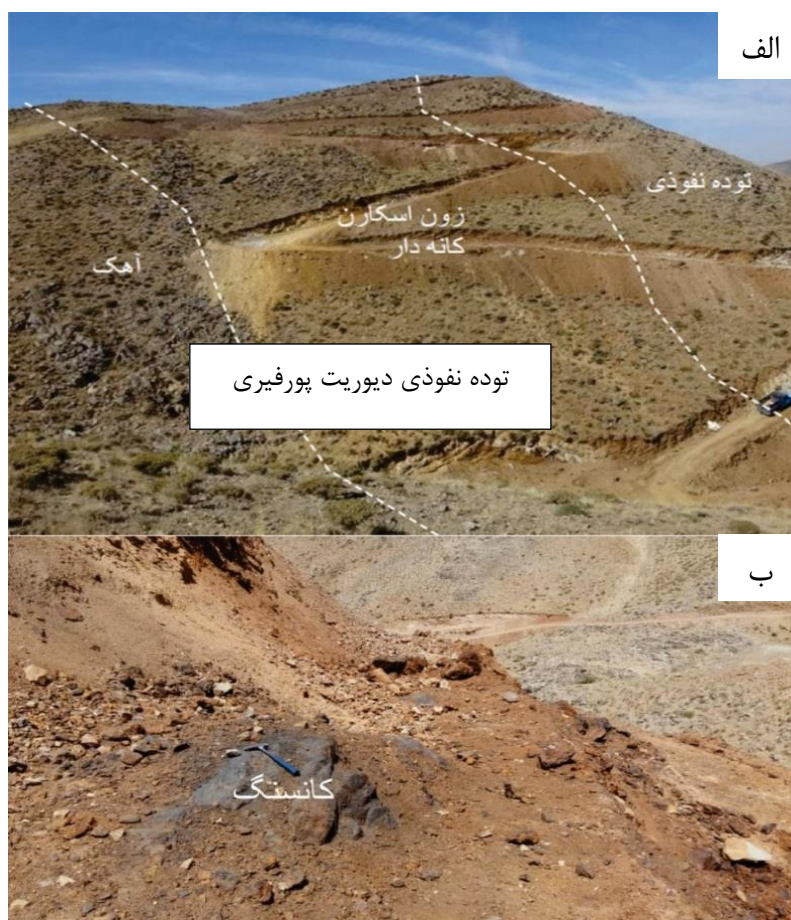 الف
توده نفوذی
زون اسکارن
کانه دار
آهک
توده نفوذی دیوریت پورفیری
ب
کانسنگ